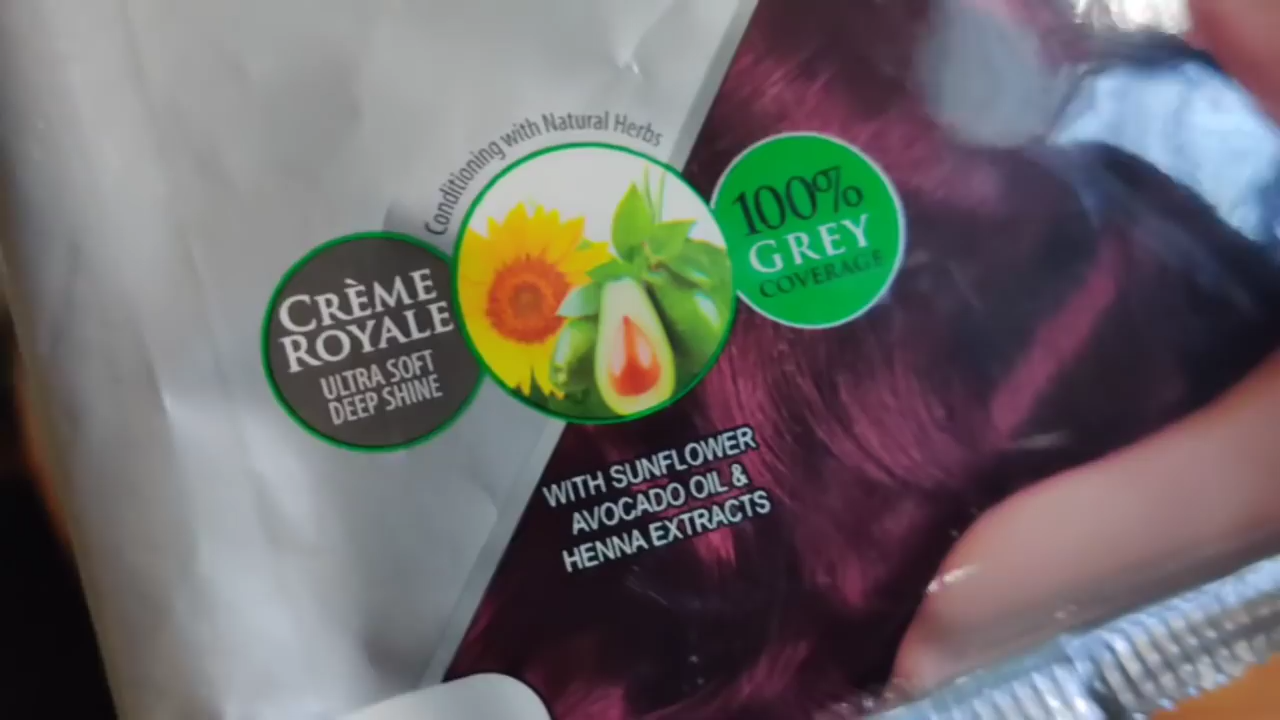 Conditioning with Natural Herbs
CRÈME
ROYALE
ULTRA SOFT
DEEP SHINE
100%
GREY
COVERAGE
WITH SUNFLOWER
AVOCADO OIL &
HENNA EXTRACTS